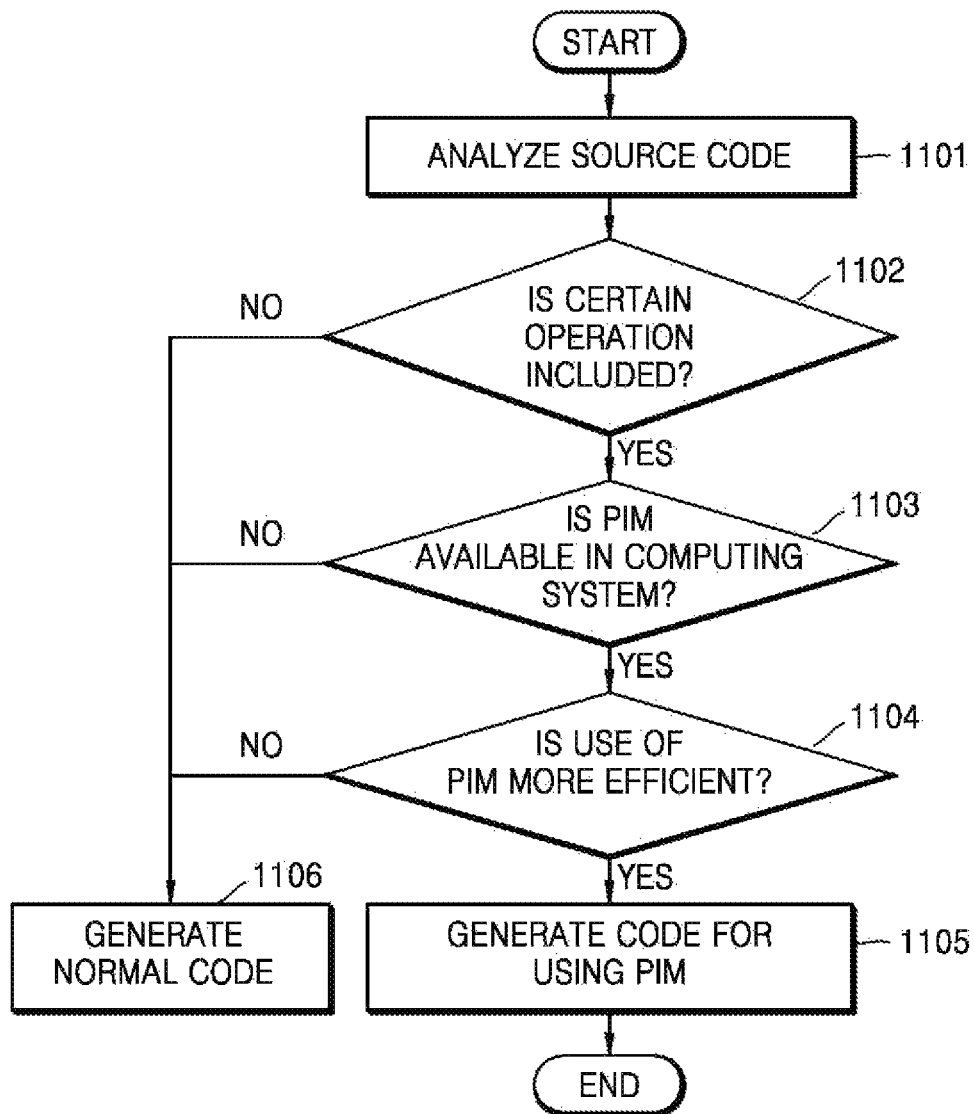 START
ANALYZE SOURCE CODE
1101
1102
NO
IS CERTAIN
OPERATION
INCLUDED?
YES
1103
NO
IS PIM
AVAILABLE IN COMPUTING
SYSTEM?
YES
1104
NO
IS USE OF
PIM MORE EFFICIENT?
YES
1106
GENERATE
NORMAL CODE
GENERATE CODE FOR
USING PIM
1105
END